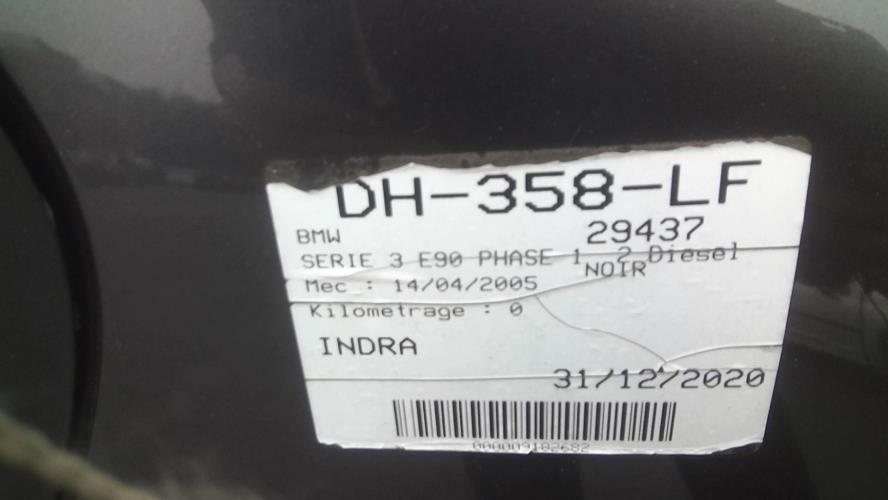 DH-358-LF
BMW 29437
SERIE 3 E90 PHASE 1 2 Diesel
NOIR
Mec : 14/04/2005
Kilometrage : 0
INDRA
31/12/2020
000009102682